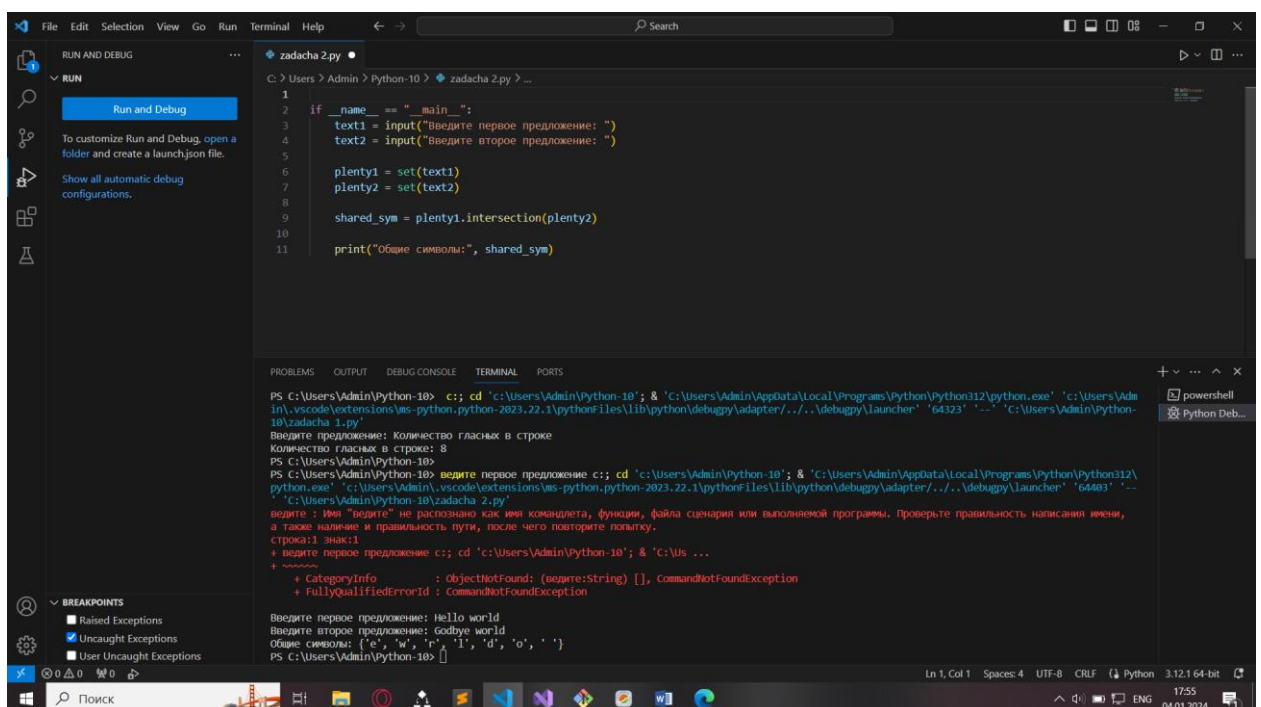 File Edit Selection View Go Run Terminal Help
Search
RUN AND DEBUG
RUN
Run and Debug
To customize Run and Debug, open a
folder and create a launch.json file.
Show all automatic debug
configurations.
zadacha 2.py
C: > Users > Admin > Python-10 > zadacha 2.py > ...
1
2 if __name__ == "__main__":
3 text1 = input("Введите первое предложение: ")
4 text2 = input("Введите второе предложение: ")
5
6 plenty1 = set(text1)
7 plenty2 = set(text2)
8
9 shared_sym = plenty1.intersection(plenty2)
10
11 print("Общие символы:", shared_sym)
PROBLEMS OUTPUT DEBUG CONSOLE TERMINAL PORTS
powershell
Python Deb...
PS C:\Users\Admin\Python-10> c:; cd 'c:\Users\Admin\Python-10'; & 'C:\Users\Admin\AppData\Local\Programs\Python\Python312\python.exe' 'c:\Users\Adm
in\.vscode\extensions\ms-python.python-2023.22.1\pythonFiles\lib\python\debugpy\adapter/../..\debugpy\launcher' '64323' '--' 'C:\Users\Admin\Python-
10\zadacha 1.py'
Введите предложение: Количество гласных в строке
Количество гласных в строке: 8
PS C:\Users\Admin\Python-10>
PS C:\Users\Admin\Python-10> ведите первое предложение c:; cd 'c:\Users\Admin\Python-10'; & 'C:\Users\Admin\AppData\Local\Programs\Python\Python312\
python.exe' 'c:\Users\Admin\.vscode\extensions\ms-python.python-2023.22.1\pythonFiles\lib\python\debugpy\adapter/../..\debugpy\launcher' '64403' '--
' 'C:\Users\Admin\Python-10\zadacha 2.py'
ведите : Имя "ведите" не распознано как имя командлета, функции, файла сценария или выполняемой программы. Проверьте правильность написания имени,
а также наличие и правильность пути, после чего повторите попытку.
строка:1 знак:1
+ ведите первое предложение c:; cd 'c:\Users\Admin\Python-10'; & 'C:\Us ...
+ ~~~~~~
+ CategoryInfo : ObjectNotFound: (ведите:String) [], CommandNotFoundException
+ FullyQualifiedErrorId : CommandNotFoundException
Введите первое предложение: Hello world
Введите второе предложение: Godbye world
Общие символы: {'e', 'w', 'r', 'l', 'd', 'o', ' '}
PS C:\Users\Admin\Python-10>
BREAKPOINTS
Raised Exceptions
Uncaught Exceptions
User Uncaught Exceptions
0 0 0 Ln 1, Col 1 Spaces: 4 UTF-8 CRLF Python 3.12.1 64-bit
Поиск
ENG
17:55
04.01.2024